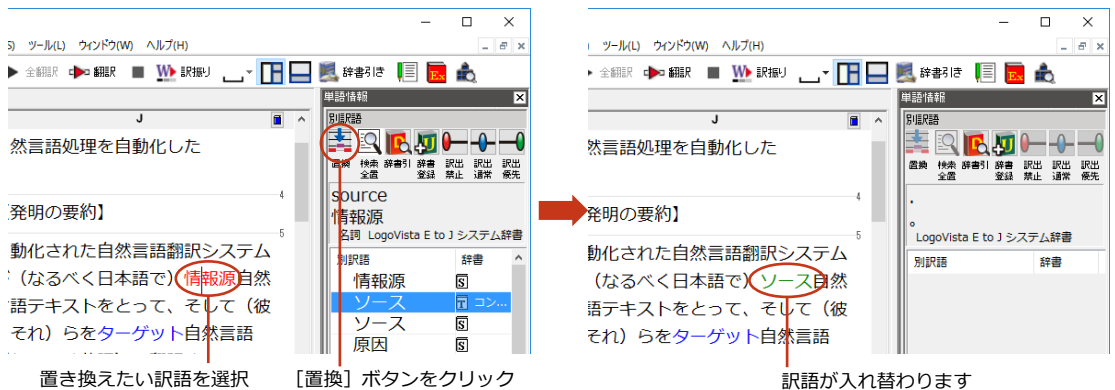 S) ツール(L) ウィンドウ(W) ヘルプ(H)
全翻訳 翻訳 訳振り 辞書引き Ex
J
然言語処理を自動化した
4
発明の要約】
5
動化された自然言語翻訳システム
（なるべく日本語で）情報源自然
語テキストをとって、そして（彼
それ）らをターゲット自然言語
単語情報
別訳語
置換 検索全置 辞書引 辞書登録 訳出禁止 訳出通常 訳出優先
source
情報源
名詞 LogoVista E to J システム辞書
別訳語 辞書
情報源 S
ソース T コン...
ソース S
原因 S
置き換えたい訳語を選択
［置換］ボタンをクリック
ツール(L) ウィンドウ(W) ヘルプ(H)
全翻訳 翻訳 訳振り 辞書引き Ex
J
然言語処理を自動化した
4
発明の要約】
5
動化された自然言語翻訳システム
（なるべく日本語で）ソース自然
語テキストをとって、そして（彼
それ）らをターゲット自然言語
単語情報
別訳語
置換 検索全置 辞書引 辞書登録 訳出禁止 訳出通常 訳出優先
.
。
LogoVista E to J システム辞書
別訳語 辞書
訳語が入れ替わります